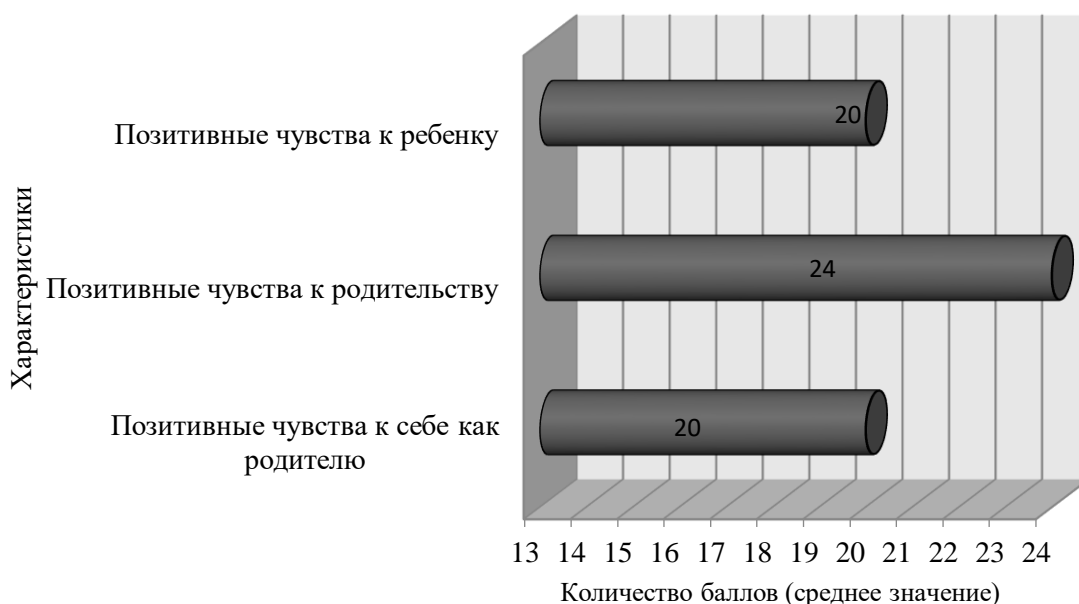 Характеристики
Позитивные чувства к ребенку
20
Позитивные чувства к родительству
24
Позитивные чувства к себе как
родителю
20
13 14 15 16 17 18 19 20 21 22 23 24
Количество баллов (среднее значение)